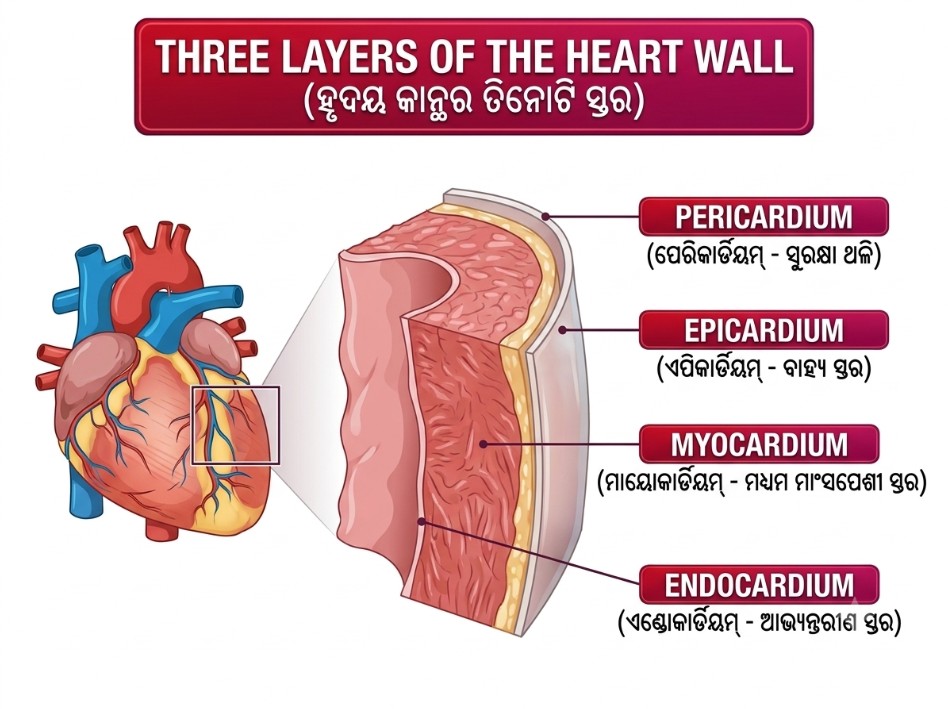 THREE LAYERS OF THE HEART WALL
(ହୃଦୟ କାନ୍ଥର ତିନୋଟି ସ୍ତର)
PERICARDIUM
(ପେରିକାର୍ଡିୟମ୍ - ସୁରକ୍ଷା ଥଳି)
EPICARDIUM
(ଏପିକାର୍ଡିୟମ୍ - ବାହ୍ୟ ସ୍ତର)
MYOCARDIUM
(ମାୟୋକାର୍ଡିୟମ୍ - ମଧ୍ୟମ ମାଂସପେଶୀ ସ୍ତର)
ENDOCARDIUM
(ଏଣ୍ଡୋକାର୍ଡିୟମ୍ - ଆଭ୍ୟନ୍ତରୀଣ ସ୍ତର)